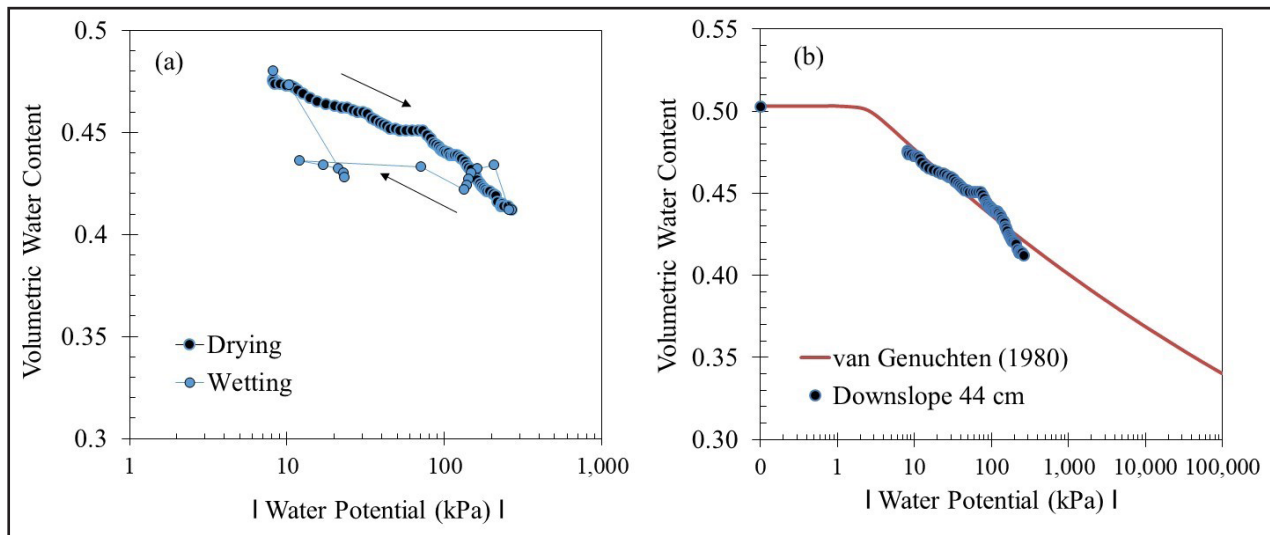 (a)
Volumetric Water Content
0.5
0.45
0.4
0.35
0.3
Drying
Wetting
1
10
100
1,000
| Water Potential (kPa) |
(b)
Volumetric Water Content
0.55
0.50
0.45
0.40
0.35
0.30
van Genuchten (1980)
Downslope 44 cm
0
1
10
100
1,000
10,000
100,000
| Water Potential (kPa) |